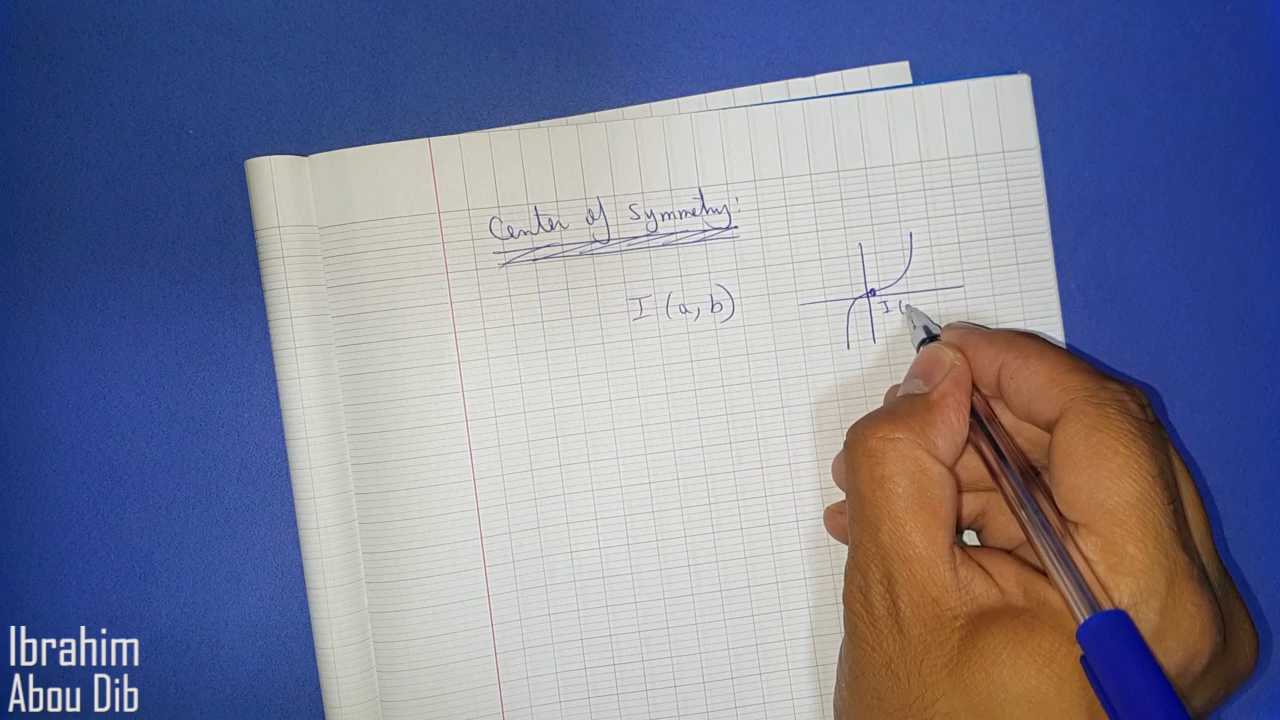 Center of Symmetry:
I (a, b)
I (
Ibrahim
Abou Dib